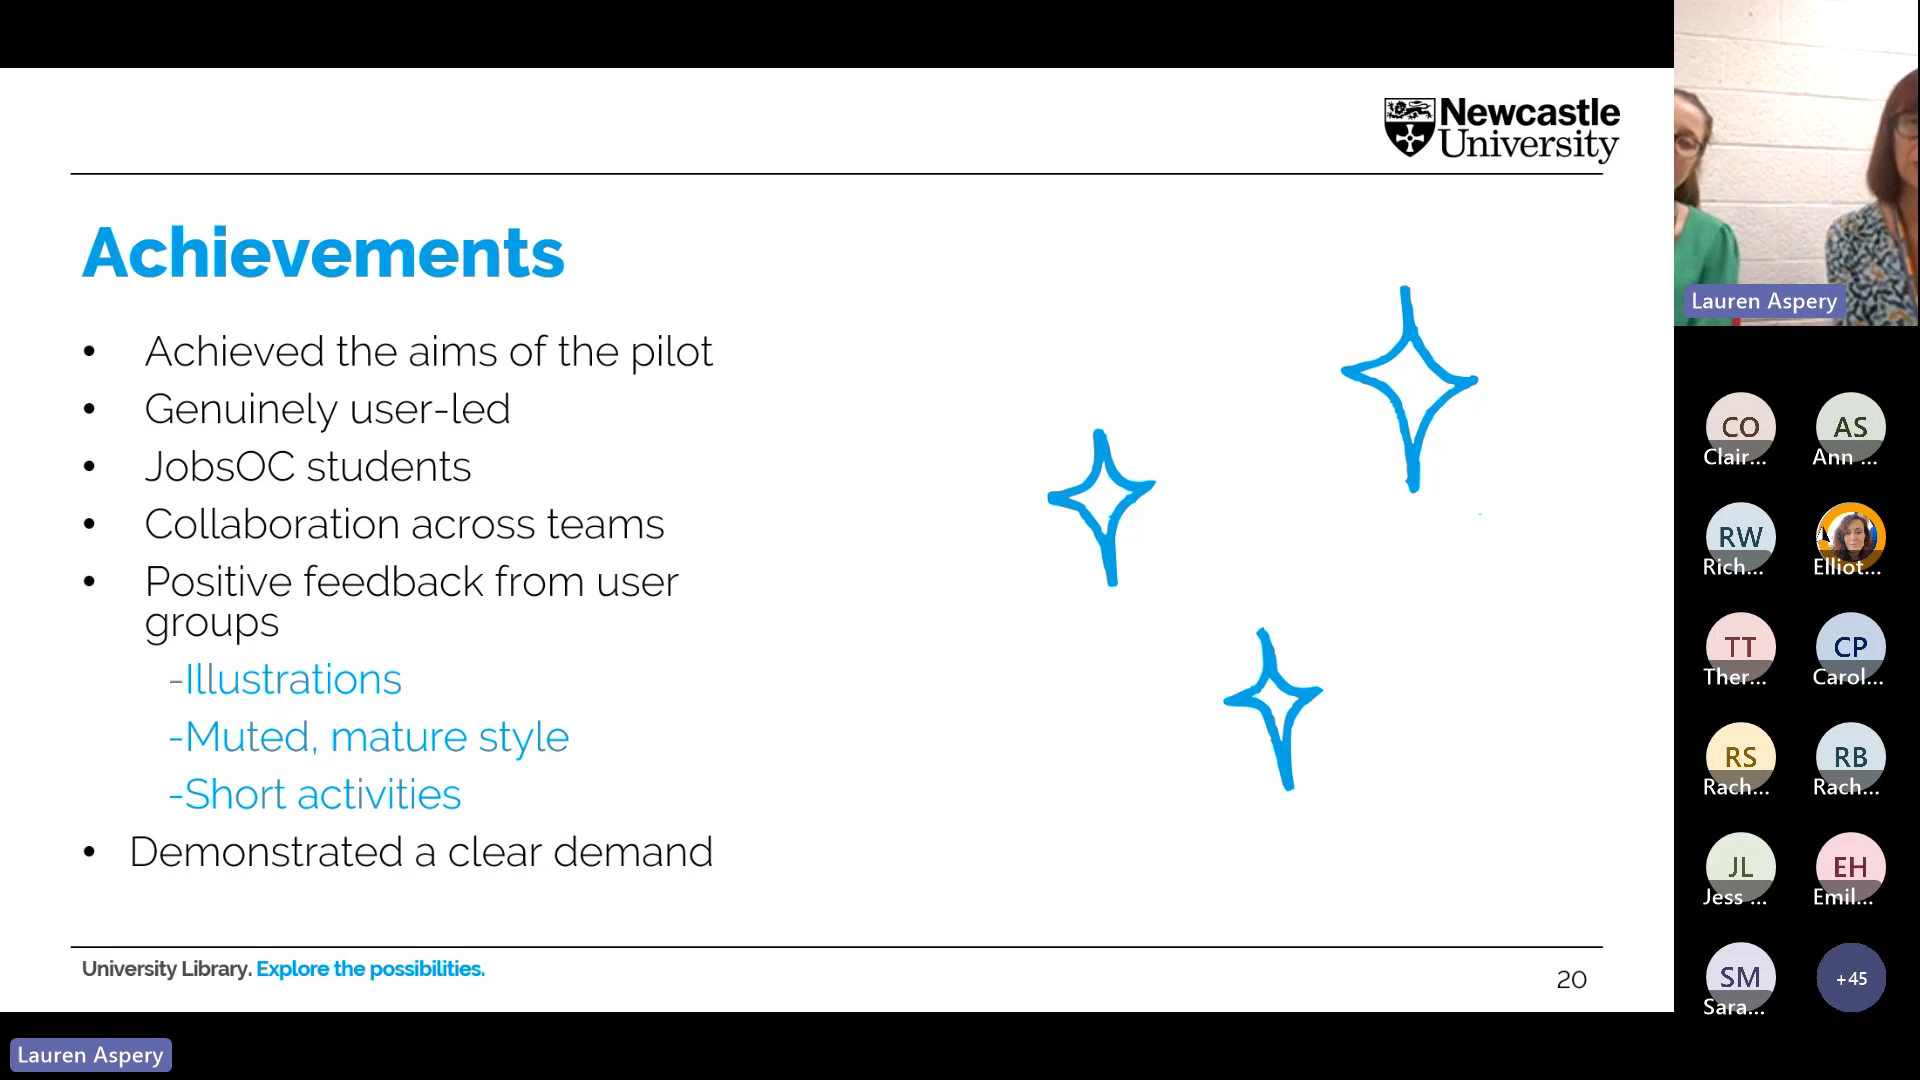 Newcastle
University
Achievements
• Achieved the aims of the pilot
• Genuinely user-led
• JobsOC students
• Collaboration across teams
• Positive feedback from user
groups
-Illustrations
-Muted, mature style
-Short activities
• Demonstrated a clear demand
University Library. Explore the possibilities.
20
Lauren Aspery
CO
AS
Clair...
Ann ...
RW
Rich...
Elliot...
TT
CP
Ther...
Carol...
RS
RB
Rach...
Rach...
JL
EH
Jess ...
Emil...
SM
+45
Sara...
Lauren Aspery